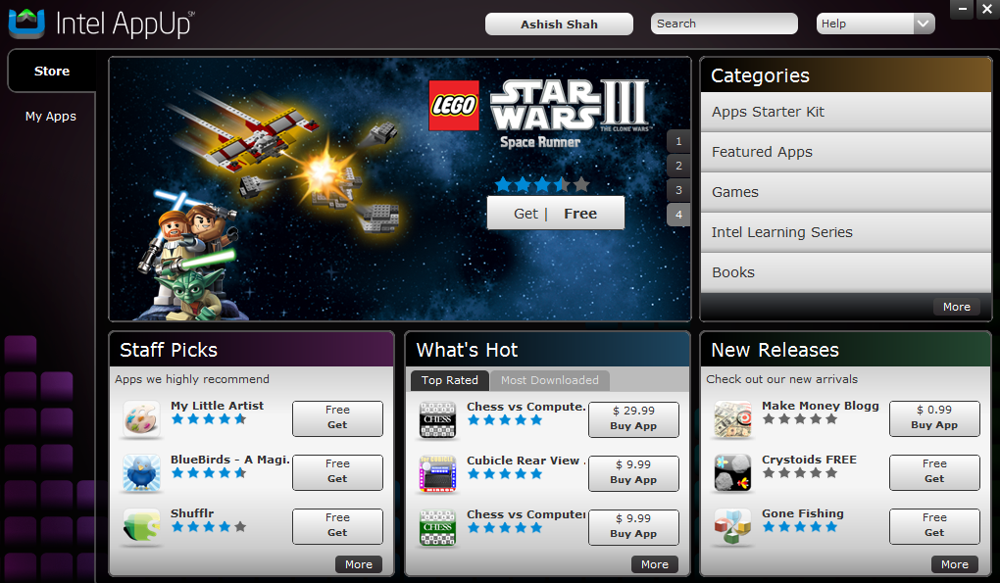 Intel AppUp℠
Ashish Shah
Search
Help
Store
My Apps
LEGO
STAR WARS III
THE CLONE WARS™
Space Runner
1
2
3
4
Get | Free
Categories
Apps Starter Kit
Featured Apps
Games
Intel Learning Series
Books
More
Staff Picks
Apps we highly recommend
My Little Artist
Free
Get
BlueBirds - A Magi.
Free
Get
Shufflr
Free
Get
More
What's Hot
Top Rated
Most Downloaded
CHESS
Chess vs Compute.
$ 29.99
Buy App
Cubicle Rear View .
$ 9.99
Buy App
CHESS
Chess vs Computer
$ 9.99
Buy App
More
New Releases
Check out our new arrivals
Make Money Blogg
$ 0.99
Buy App
Crystoids FREE
Free
Get
Gone Fishing
Free
Get
More